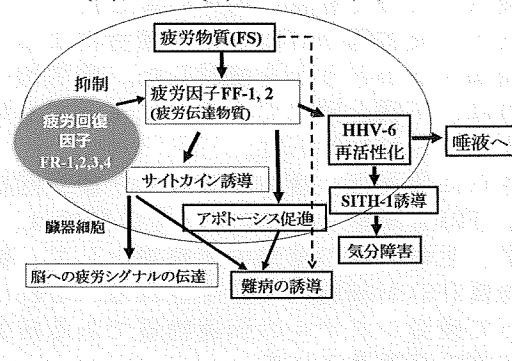 疲労物質(FS)
抑制
疲労因子FF-1, 2
(疲労伝達物質)
疲労回復
因子
FR-1,2,3,4
HHV-6
再活性化
唾液へ
サイトカイン誘導
SITH-1誘導
アポトーシス促進
臓器細胞
気分障害
脳への疲労シグナルの伝達
難病の誘導